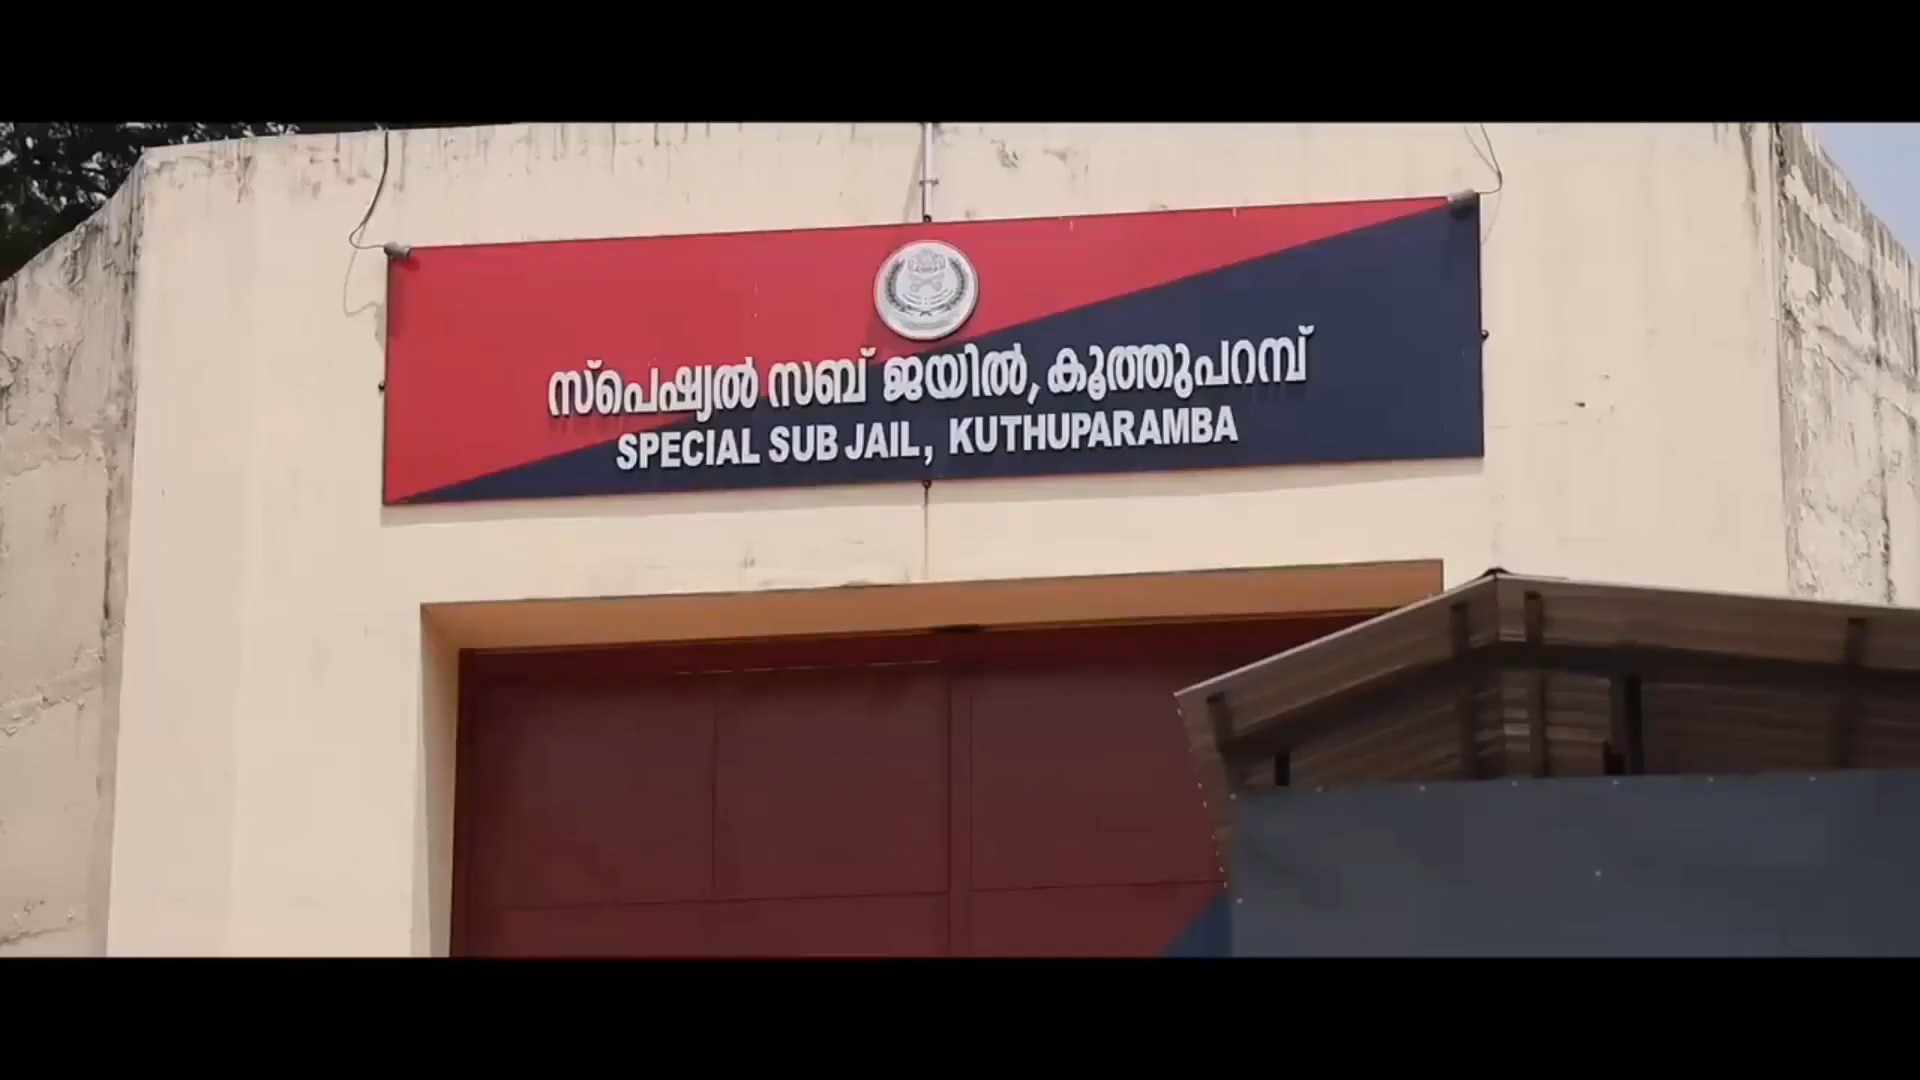 സ്പെഷ്യൽ സബ് ജയിൽ, കൂത്തുപറമ്പ്
SPECIAL SUB JAIL, KUTHUPARAMBA